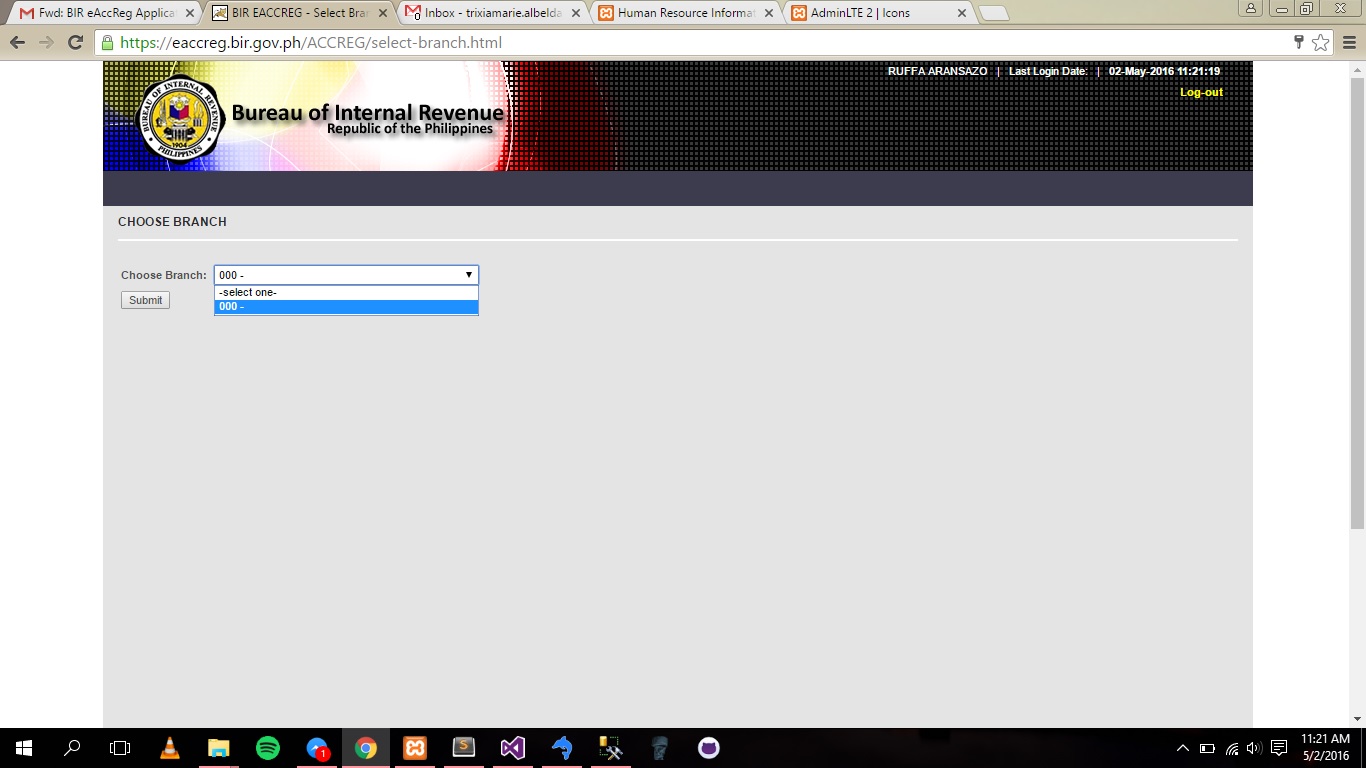 Fwd: BIR eAccReg Applicat
BIR EACCREG - Select Bran
Inbox - trixiamarie.albelda
Human Resource Informat
AdminLTE 2 | Icons
https://eaccreg.bir.gov.ph/ACCREG/select-branch.html
RUFFA ARANSAZO | Last Login Date: | 02-May-2016 11:21:19
Log-out
BUREAU OF INTERNAL REVENUE
1904
PHILIPPINES
Bureau of Internal Revenue
Republic of the Philippines
CHOOSE BRANCH
Choose Branch: 000 -
-select one-
000 -
Submit
1
11:21 AM
5/2/2016